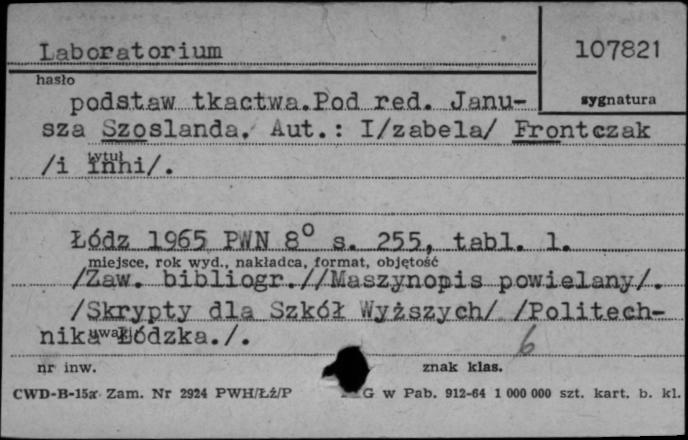 Laboratorium
107821
hasło
sygnatura
podstaw tkactwa.Pod red. Janu-
sza Szoslanda. Aut.: I/zabela/ Frontczak
tytuł
/i inni/.
Łódz 1965 PWN 8° s. 255, tabl. 1.
miejsce, rok wyd., nakładca, format, objętość
/Zaw. bibliogr.//Maszynopis powielany/.
/Skrypty dla Szkół Wyższych/ /Politech-
uwagi
nika Łódzka./.
6
nr inw.
znak klas.
CWD-B-15a Zam. Nr 2924 PWH/Łź/P
G w Pab. 912-64 1 000 000 szt. kart. b. kl.